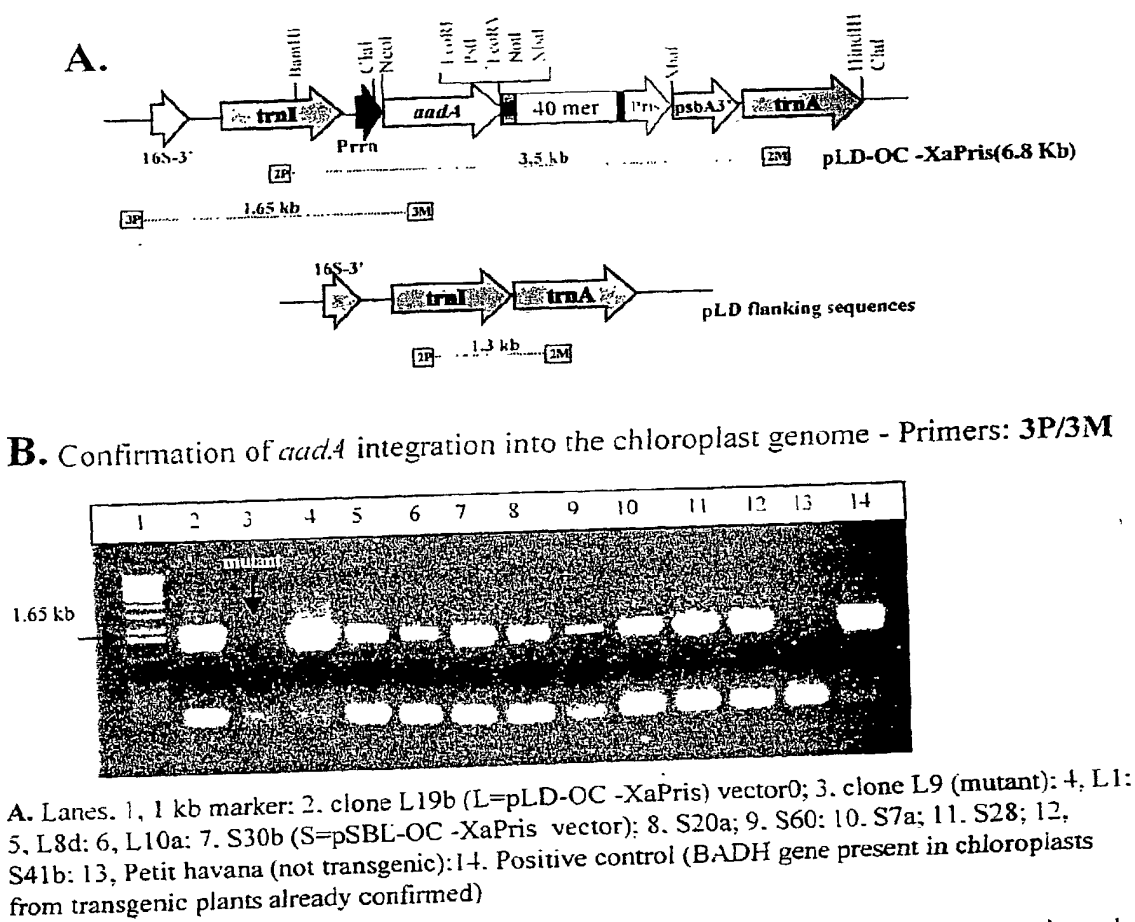 A.
BamHI
ClaI
NcoI
EcoRI
PstI
EcoRV
NotI
XbaI
XbaI
HindIII
ClaI
trnI
aadA
40 mer
Pris
psbA3'
trnA
16S-3'
Prrn
2P
3.5 kb
2M
pLD-OC -XaPris(6.8 Kb)
3P
1.65 kb
3M
16S-3'
trnI
trnA
pLD flanking sequences
2P
1.3 kb
2M
B. Confirmation of aadA integration into the chloroplast genome - Primers: 3P/3M
1 2 3 4 5 6 7 8 9 10 11 12 13 14
mutant
1.65 kb
A. Lanes. 1, 1 kb marker: 2. clone L19b (L=pLD-OC -XaPris) vector0; 3. clone L9 (mutant): 4, L1:
5, L8d: 6, L10a: 7. S30b (S=pSBL-OC -XaPris vector): 8. S20a; 9. S60: 10. S7a; 11. S28; 12,
S41b: 13, Petit havana (not transgenic):14. Positive control (BADH gene present in chloroplasts
from transgenic plants already confirmed)